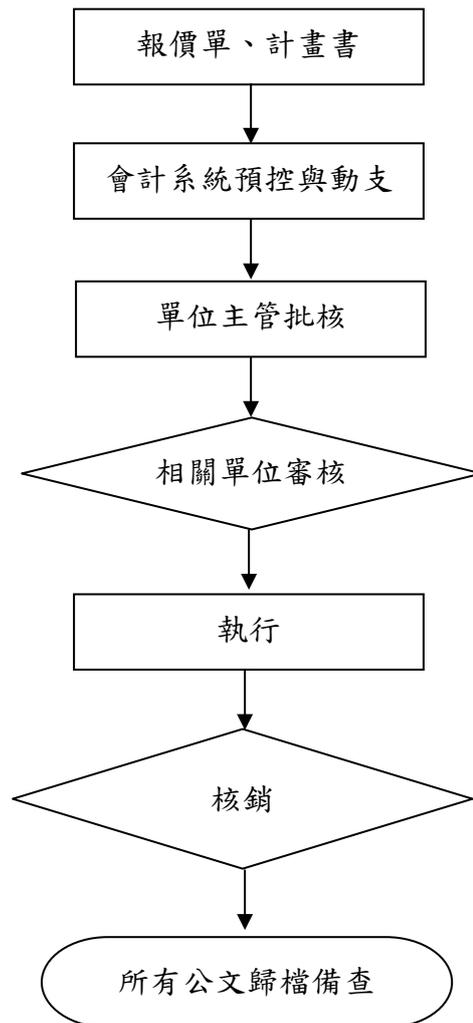 報價單、計畫書
會計系統預控與動支
單位主管批核
相關單位審核
執行
核銷
所有公文歸檔備查